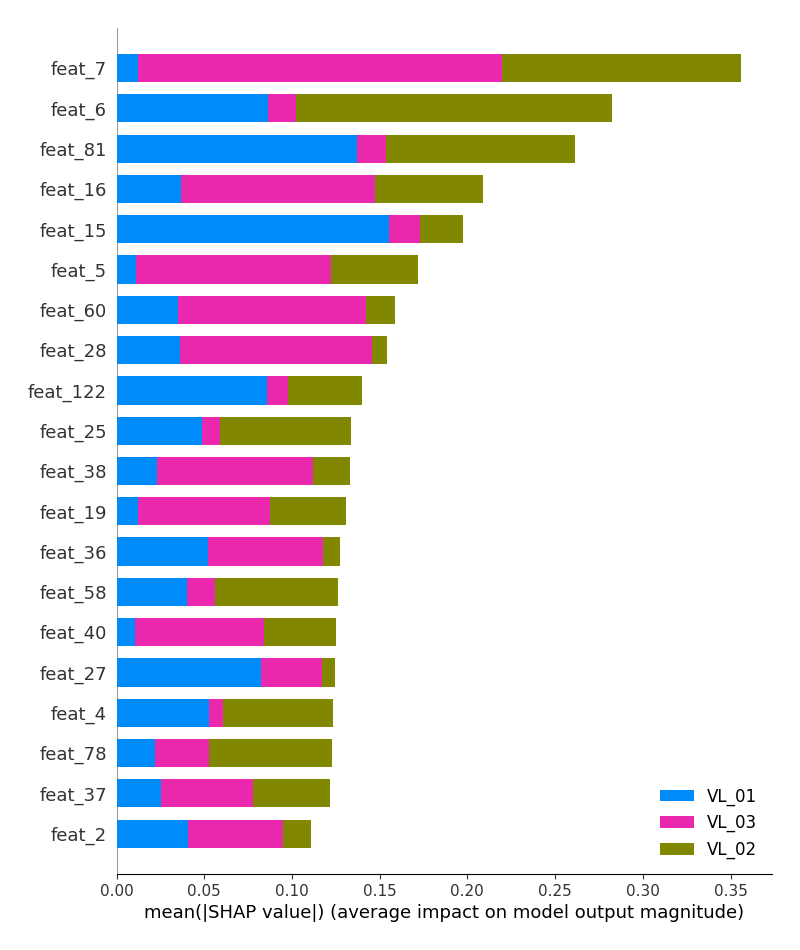 feat_7
feat_6
feat_81
feat_16
feat_15
feat_5
feat_60
feat_28
feat_122
feat_25
feat_38
feat_19
feat_36
feat_58
feat_40
feat_27
feat_4
feat_78
feat_37
feat_2
VL_01
VL_03
VL_02
0.00 0.05 0.10 0.15 0.20 0.25 0.30 0.35
mean(|SHAP value|) (average impact on model output magnitude)